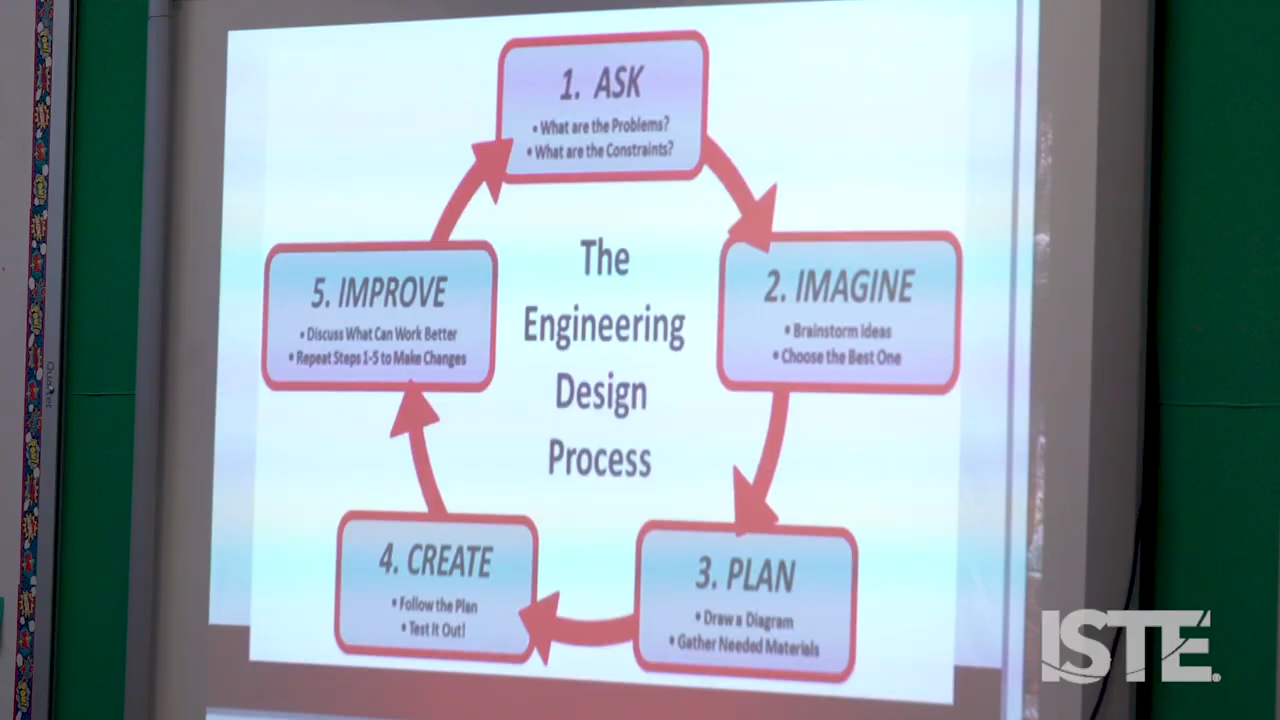 1. ASK
• What are the Problems?
• What are the Constraints?
The
Engineering
Design
Process
2. IMAGINE
• Brainstorm Ideas
• Choose the Best One
3. PLAN
• Draw a Diagram
• Gather Needed Materials
4. CREATE
• Follow the Plan
• Test It Out!
5. IMPROVE
• Discuss What Can Work Better
• Repeat Steps 1-5 to Make Changes
Quartet
ISTE.